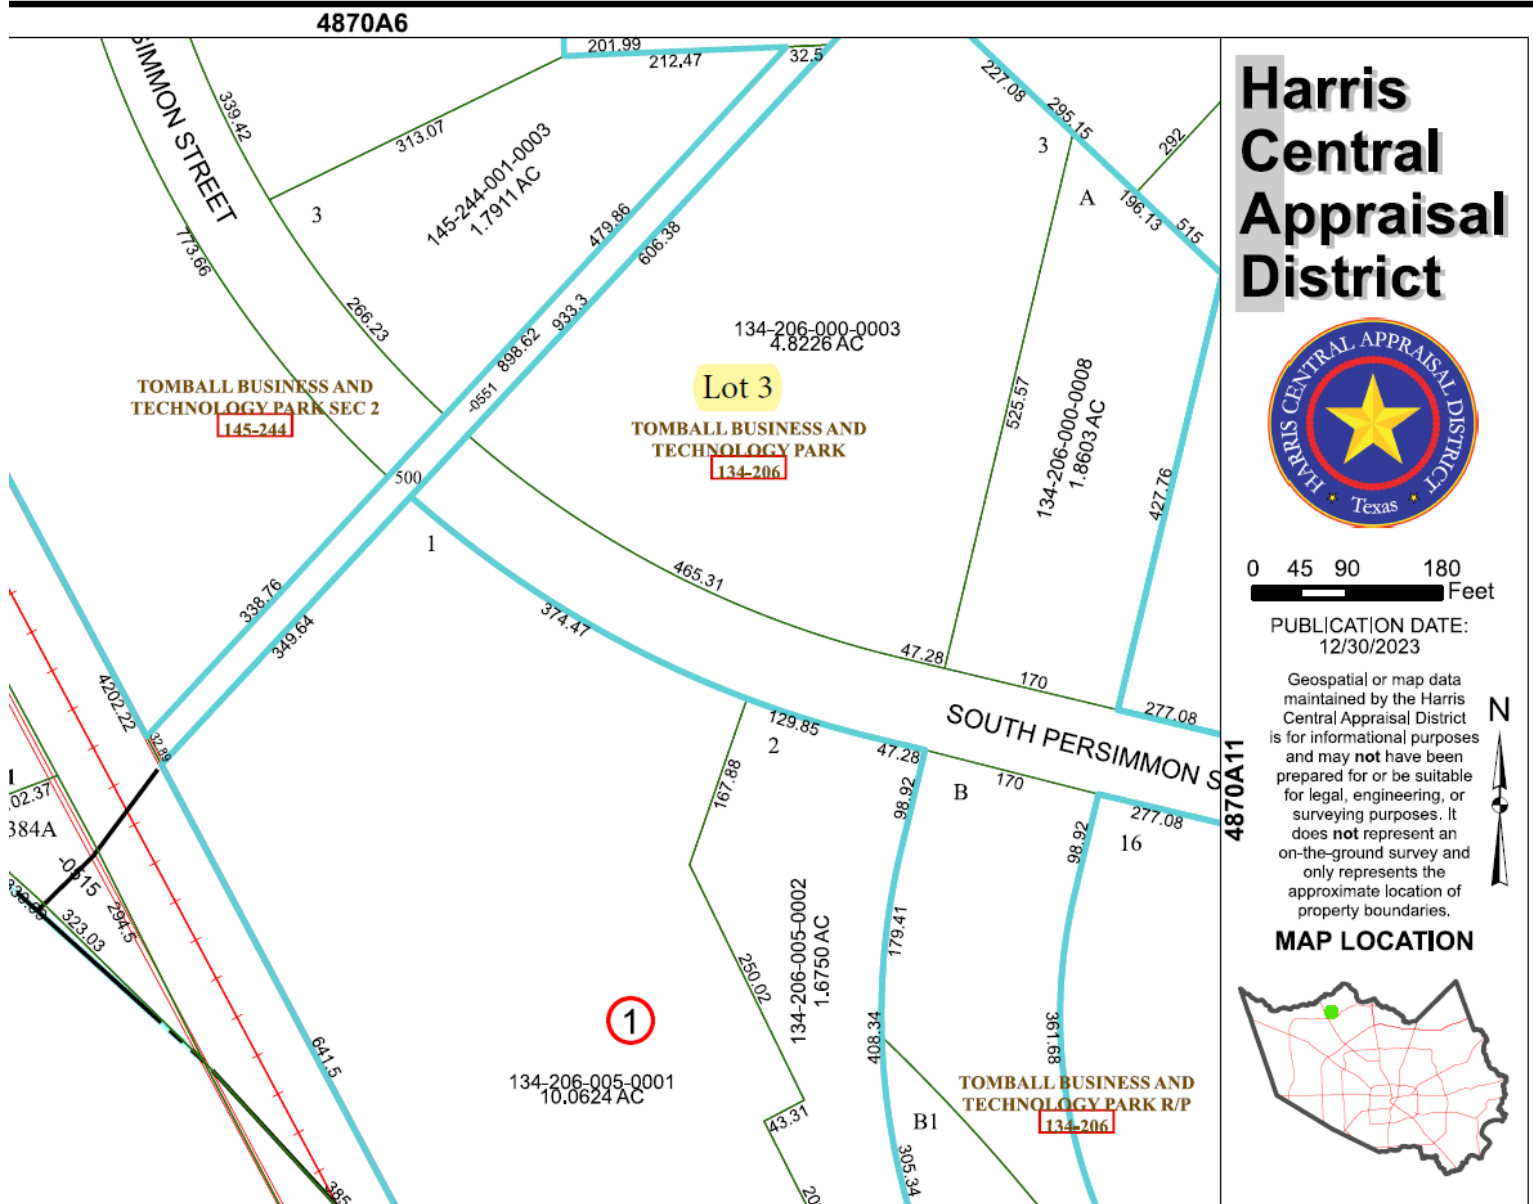 4870A6
SIMMON STREET
339.42
773.66
266.23
313.07
3
201.99
212.47
32.5
145-244-001-0003
1.7911 AC
479.86
606.38
933.3
898.62
-0551
500
TOMBALL BUSINESS AND
TECHNOLOGY PARK SEC 2
145-244
134-206-000-0003
4.8226 AC
Lot 3
TOMBALL BUSINESS AND
TECHNOLOGY PARK
134-206
227.08
295.15
3
A
292
196.13
515
525.57
134-206-000-0008
1.8603 AC
427.76
1
465.31
374.47
47.28
170
277.08
SOUTH PERSIMMON S
338.76
349.64
4202.22
32.89
1
02.37
384A
-0515
323.03
294.5
641.5
385
129.85
2
47.28
B
170
277.08
16
167.88
98.92
98.92
179.41
250.02
134-206-005-0002
1.6750 AC
408.34
361.68
1
134-206-005-0001
10.0624 AC
43.31
20
B1
305.34
TOMBALL BUSINESS AND
TECHNOLOGY PARK R/P
134-206
4870A11
Harris
Central
Appraisal
District
HARRIS CENTRAL APPRAISAL DISTRICT
Texas
0 45 90 180
Feet
PUBLICATION DATE:
12/30/2023
Geospatial or map data
maintained by the Harris
Central Appraisal District
is for informational purposes
and may not have been
prepared for or be suitable
for legal, engineering, or
surveying purposes. It
does not represent an
on-the-ground survey and
only represents the
approximate location of
property boundaries.
N
MAP LOCATION